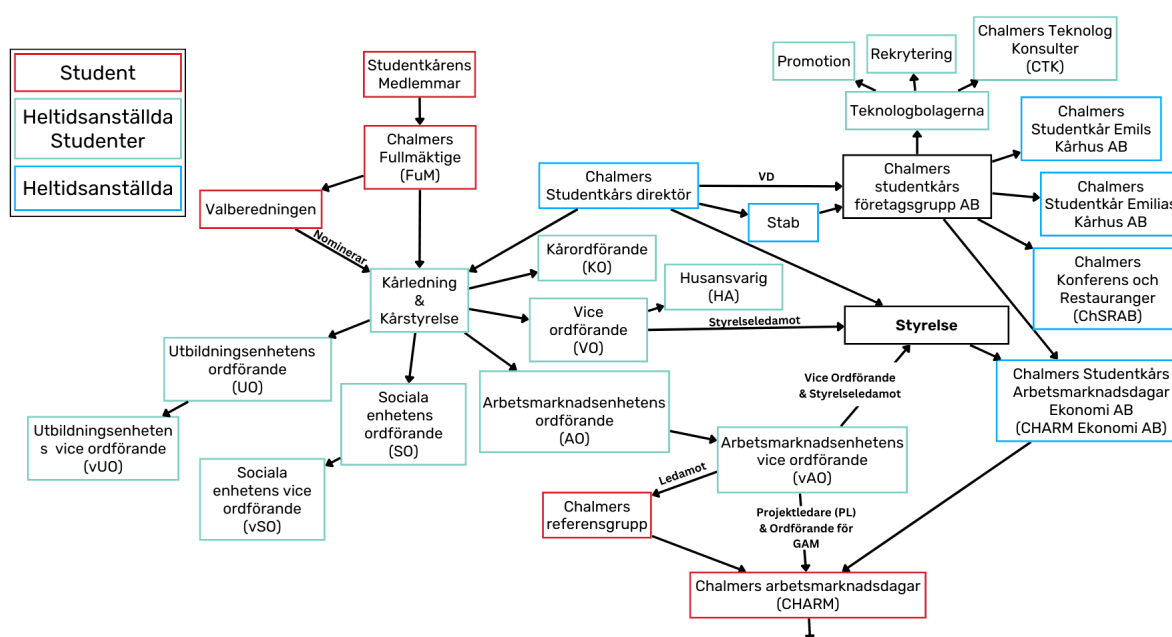 Student
Heltidsanställda
Studenter
Heltidsanställda
Studentkårens
Medlemmar
Chalmers
Fullmäktige
(FuM)
Valberedningen
Nominerar
Kårledning
&
Kårstyrelse
Chalmers
Studentkårs direktör
VD
Stab
Kårordförande
(KO)
Husansvarig
(HA)
Vice
ordförande
(VO)
Styrelseledamot
Promotion
Rekrytering
Chalmers Teknolog
Konsulter
(CTK)
Teknologbolagerna
Chalmers
studentkårs
företagsgrupp AB
Chalmers
Studentkår Emils
Kårhus AB
Chalmers
Studentkår Emilias
Kårhus AB
Chalmers
Konferens och
Restauranger
(ChSRAB)
Styrelse
Chalmers Studentkårs
Arbetsmarknadsdagar
Ekonomi AB
(CHARM Ekonomi AB)
Vice Ordförande
& Styrelseledamot
Utbildningsenhetens
ordförande
(UO)
Utbildningsenheten
s vice ordförande
(vUO)
Sociala
enhetens
ordförande
(SO)
Sociala
enhetens vice
ordförande
(vSO)
Arbetsmarknadsenhetens
ordförande
(AO)
Arbetsmarknadsenhetens
vice ordförande
(vAO)
Ledamot
Chalmers
referensgrupp
Projektledare (PL)
& Ordförande för
GAM
Chalmers arbetsmarknadsdagar
(CHARM)